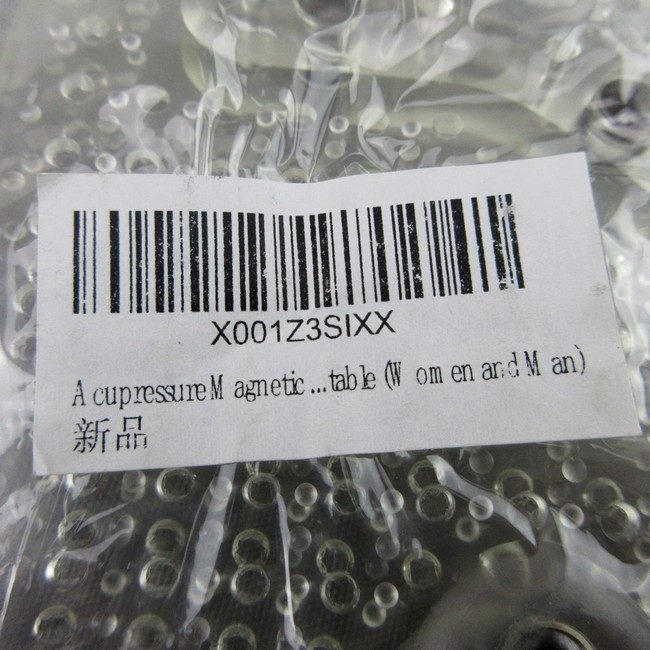 X001Z3SIXX
Acupressure Magnetic ...table (Women and Man)
新品